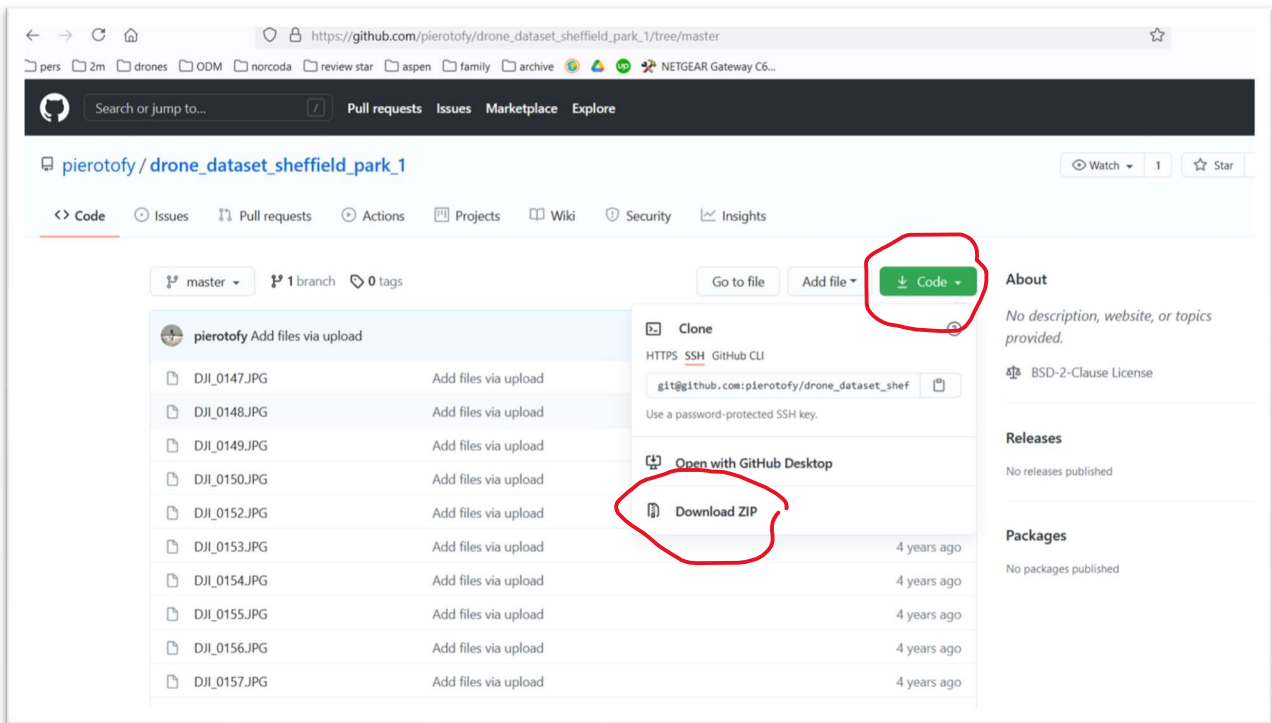 https://github.com/pierotofy/drone_dataset_sheffield_park_1/tree/master
pers 2m drones ODM norcoda review star aspen family archive up NETGEAR Gateway C6...
Search or jump to... / Pull requests Issues Marketplace Explore
pierotofy / drone_dataset_sheffield_park_1 Watch 1 Star
<> Code Issues Pull requests Actions Projects Wiki Security Insights
master 1 branch 0 tags Go to file Add file Code
pierotofy Add files via upload
DJI_0147.JPG Add files via upload
DJI_0148.JPG Add files via upload
DJI_0149.JPG Add files via upload
DJI_0150.JPG Add files via upload
DJI_0152.JPG Add files via upload
DJI_0153.JPG Add files via upload 4 years ago
DJI_0154.JPG Add files via upload 4 years ago
DJI_0155.JPG Add files via upload 4 years ago
DJI_0156.JPG Add files via upload 4 years ago
DJI_0157.JPG Add files via upload 4 years ago
Clone
HTTPS SSH GitHub CLI
git@github.com:pierotofy/drone_dataset_shef
Use a password-protected SSH key.
Open with GitHub Desktop
Download ZIP
About
No description, website, or topics
provided.
BSD-2-Clause License
Releases
No releases published
Packages
No packages published